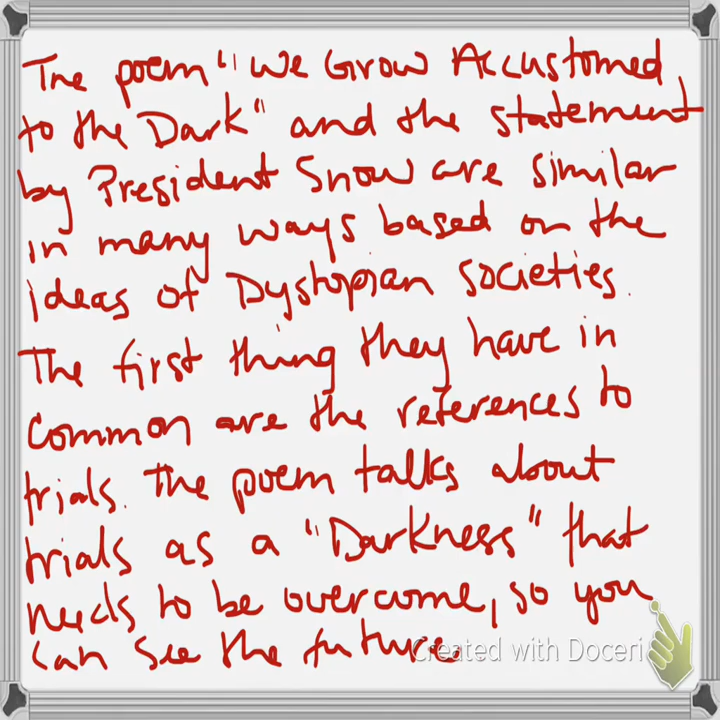 The poem "We Grow Accustomed
to the Dark" and the statement
by President Snow are similar
in many ways based on the
ideas of Dystopian societies.
The first thing they have in
common are the references to
trials. The poem talks about
trials as a "Darkness" that
needs to be overcome, so you
can see the future.
Created with Doceri